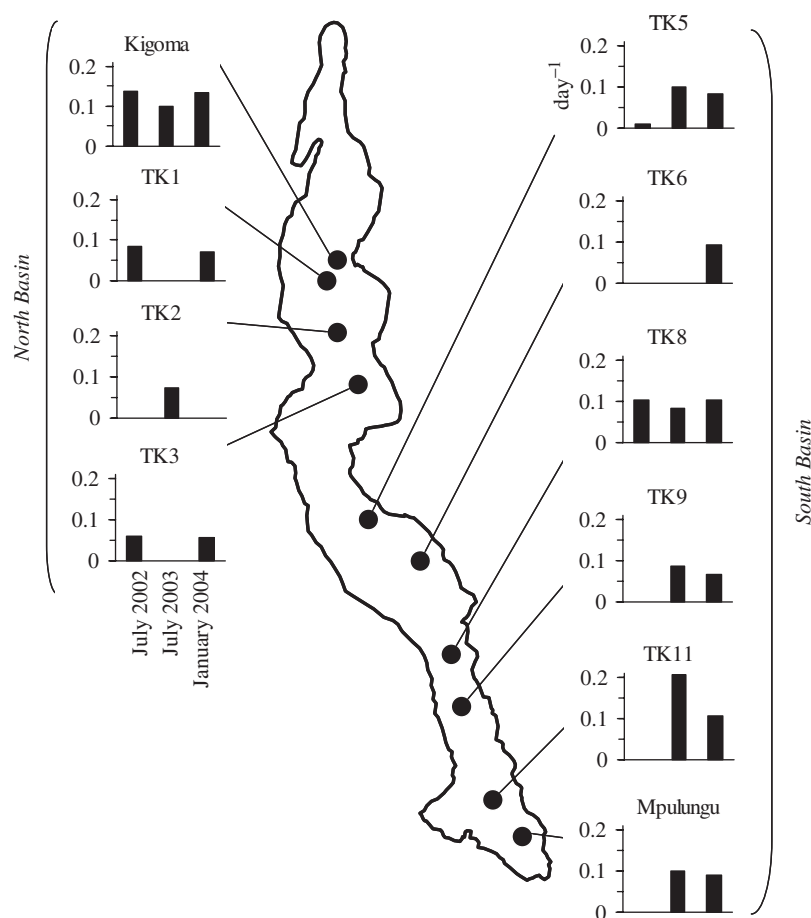 North Basin
Kigoma
0.2
0.1
0
TK1
0.2
0.1
0
TK2
0.2
0.1
0
TK3
0.2
0.1
0
July 2002
July 2003
January 2004
TK5
day⁻¹
0.2
0.1
0
TK6
0.2
0.1
0
TK8
0.2
0.1
0
TK9
0.2
0.1
0
TK11
0.2
0.1
0
Mpulungu
0.2
0.1
0
South Basin